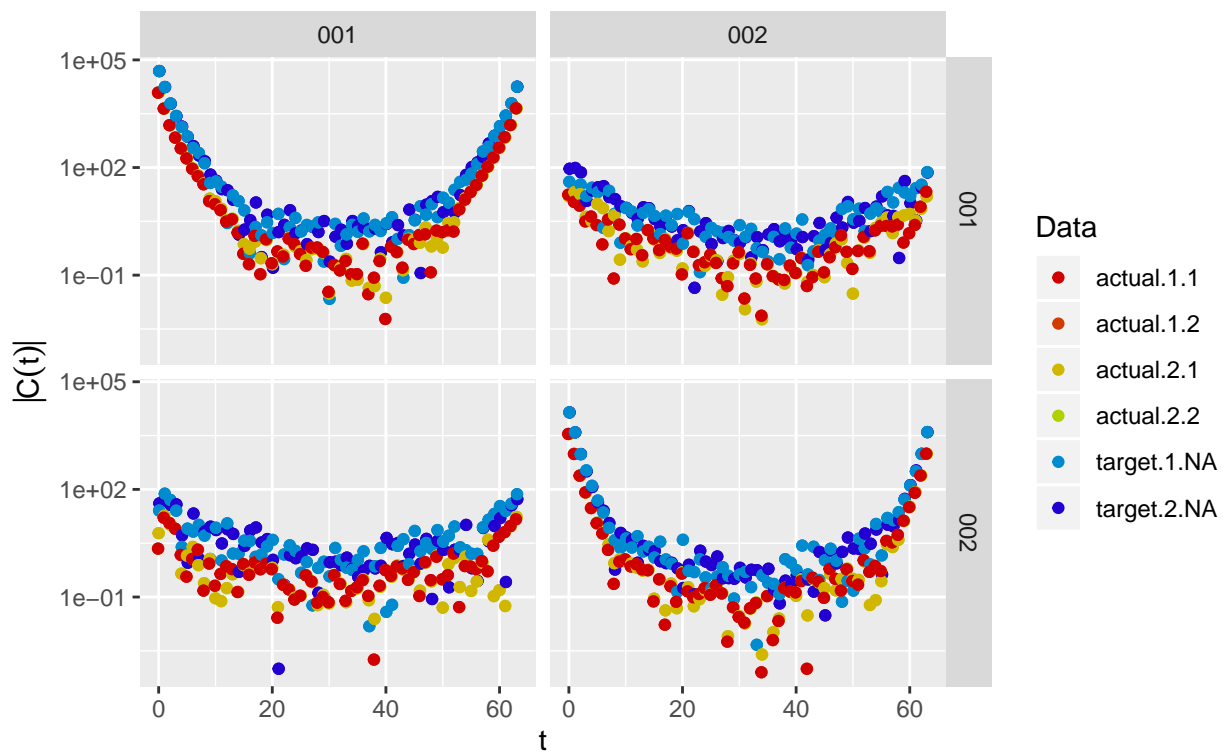 001
002
1e+05
1e+02
1e−01
001
1e+05
1e+02
1e−01
002
|C(t)|
0
20
40
60
0
20
40
60
t
Data
actual.1.1
actual.1.2
actual.2.1
actual.2.2
target.1.NA
target.2.NA